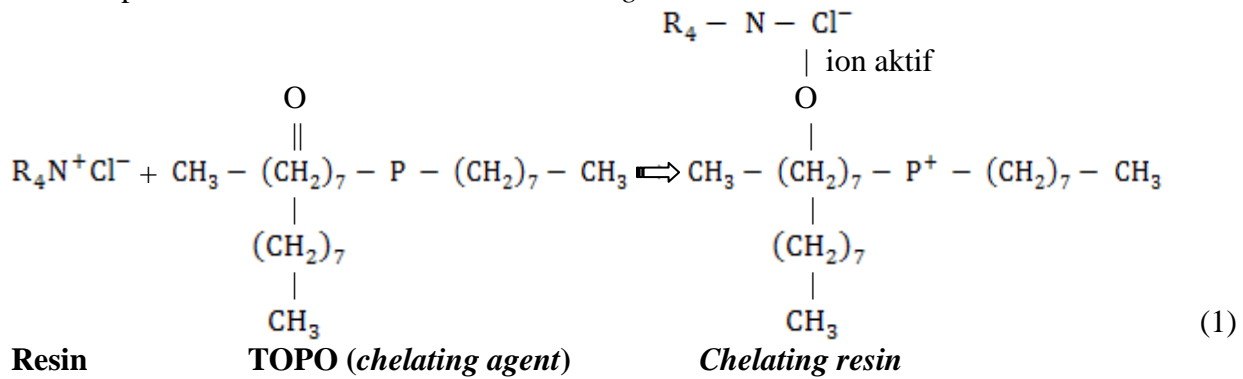 R₄ − N − Cl⁻
| ion aktif
O O
|| |
R₄N⁺Cl⁻ + CH₃ − (CH₂)₇ − P − (CH₂)₇ − CH₃ ⇨ CH₃ − (CH₂)₇ − P⁺ − (CH₂)₇ − CH₃
| |
(CH₂)₇ (CH₂)₇
| |
CH₃ CH₃ (1)
Resin TOPO (chelating agent) Chelating resin